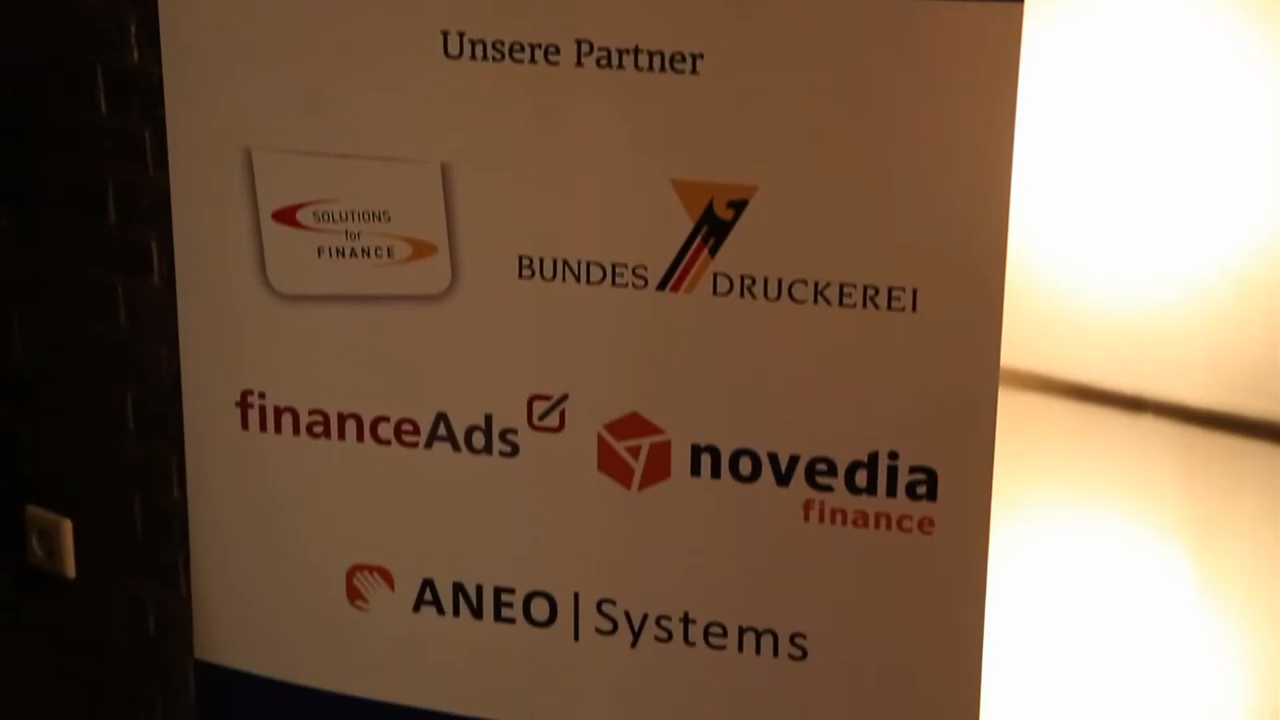 Unsere Partner
SOLUTIONS
for
FINANCE
BUNDES DRUCKEREI
financeAds
novedia
finance
ANEO | Systems